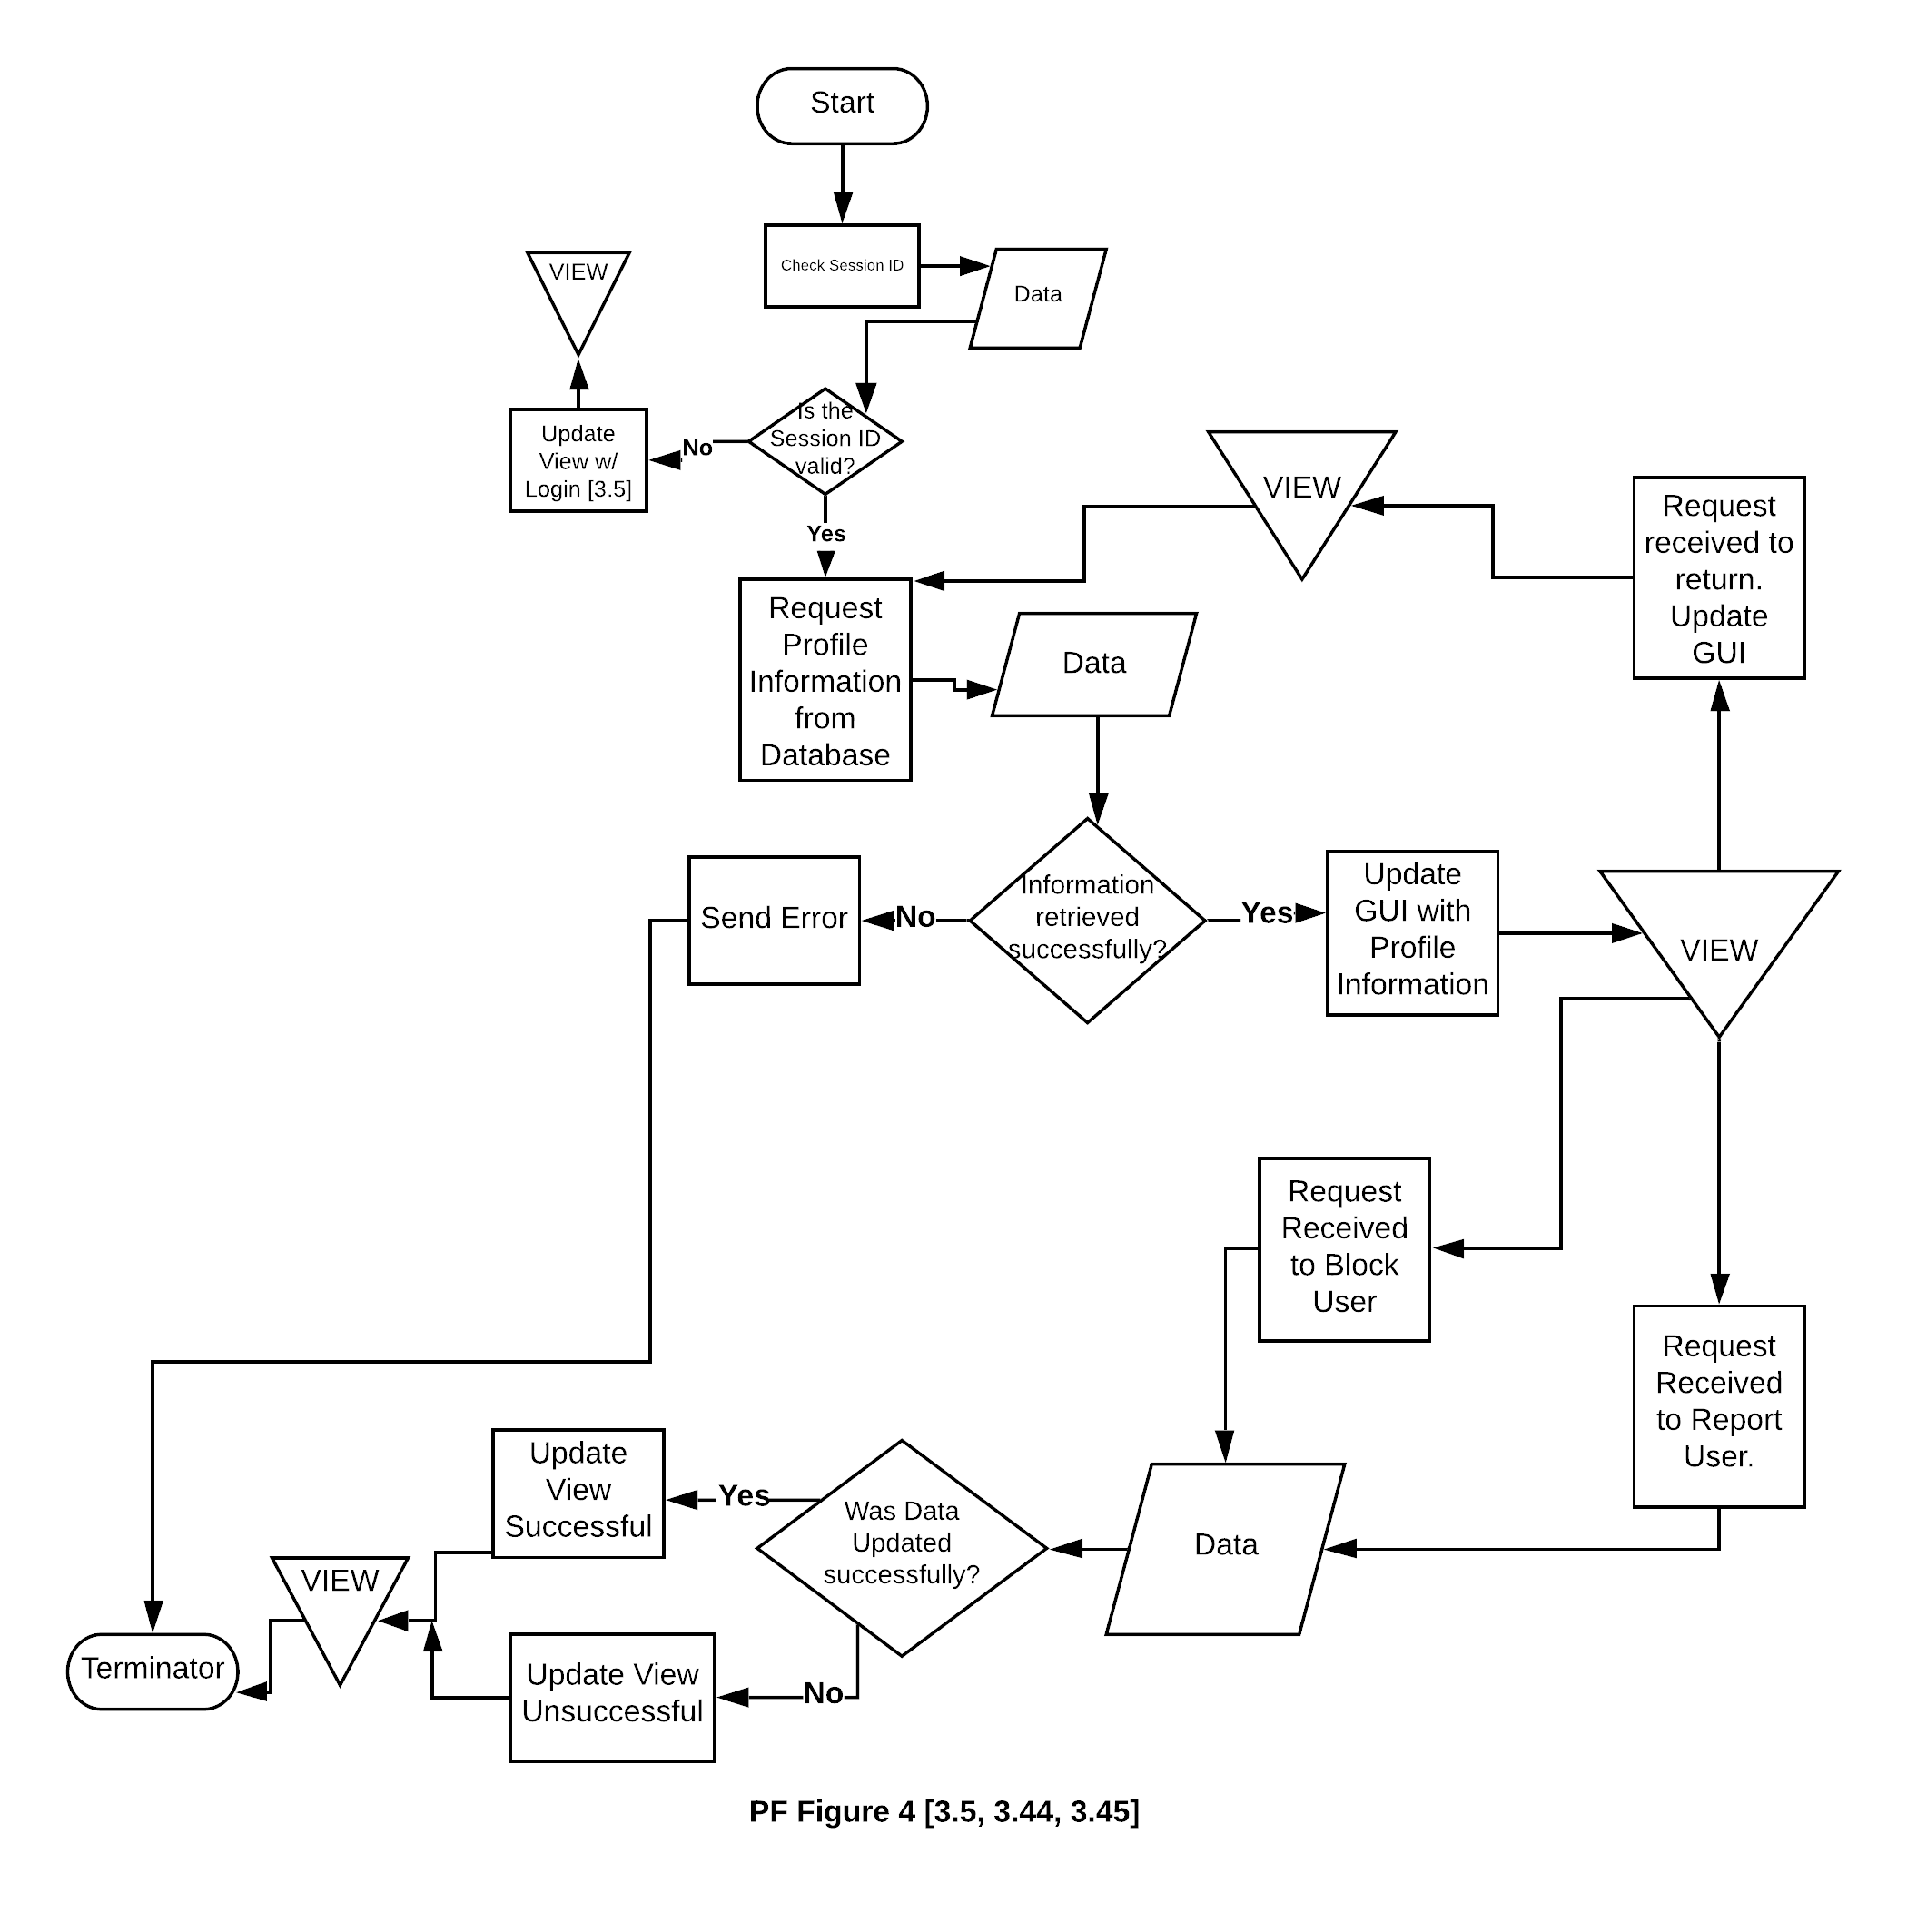 Start
Check Session ID
Data
VIEW
Update
View w/
Login [3.5]
No
Is the
Session ID
valid?
Yes
VIEW
Request
received to
return.
Update
GUI
Request
Profile
Information
from
Database
Data
Send Error
No
Information
retrieved
successfully?
Yes
Update
GUI with
Profile
Information
VIEW
Request
Received
to Block
User
Request
Received
to Report
User.
Update
View
Successful
Yes
Was Data
Updated
successfully?
Data
VIEW
Terminator
Update View
Unsuccessful
No
PF Figure 4 [3.5, 3.44, 3.45]